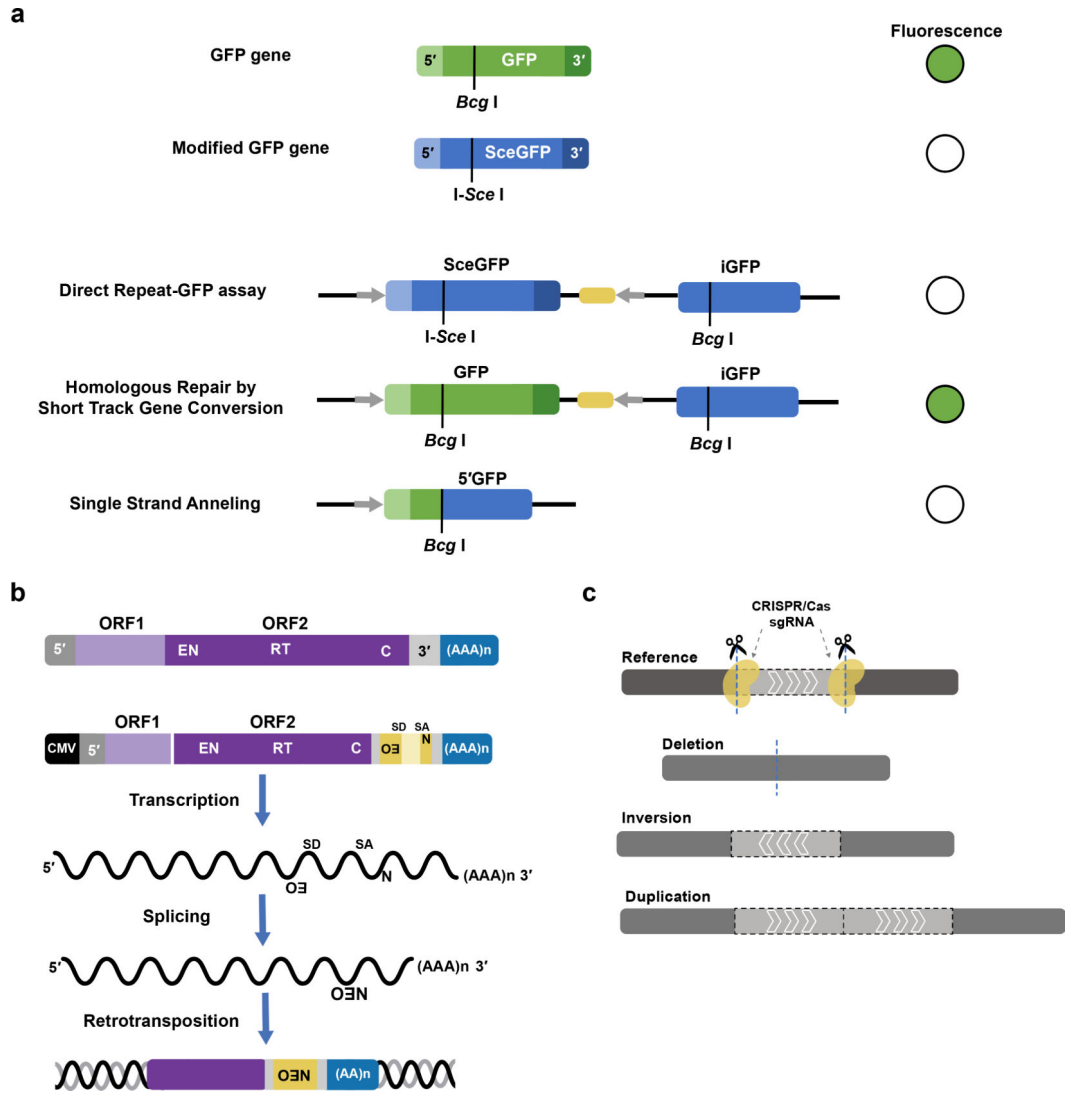 a
Fluorescence
GFP gene
5′ GFP 3′
Bcg I
Modified GFP gene
5′ SceGFP 3′
I-Sce I
Direct Repeat-GFP assay
SceGFP
iGFP
I-Sce I
Bcg I
Homologous Repair by
Short Track Gene Conversion
GFP
iGFP
Bcg I
Bcg I
Single Strand Anneling
5′GFP
Bcg I
b
ORF1 ORF2
5′ EN RT C 3′ (AAA)n
ORF1 ORF2 SD SA
CMV 5′ EN RT C OƎ N (AAA)n
Transcription
5′ SD SA (AAA)n 3′
OƎ N
Splicing
5′ (AAA)n 3′
OƎN
Retrotransposition
OƎN (AA)n
c
CRISPR/Cas
sgRNA
Reference
Deletion
Inversion
Duplication